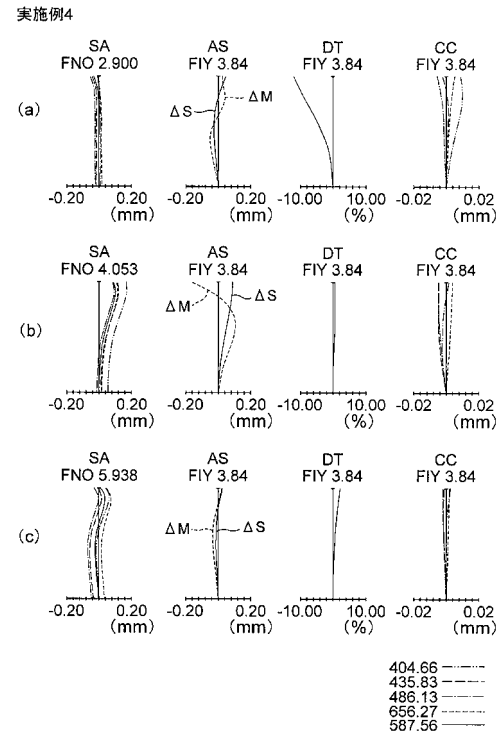 実施例4
SA AS DT CC
FNO 2.900 FIY 3.84 FIY 3.84 FIY 3.84
(a)
ΔS ΔM
-0.20 0.20 -0.20 0.20 -10.00 10.00 -0.02 0.02
(mm) (mm) (%) (mm)
SA AS DT CC
FNO 4.053 FIY 3.84 FIY 3.84 FIY 3.84
(b)
ΔM ΔS
-0.20 0.20 -0.20 0.20 -10.00 10.00 -0.02 0.02
(mm) (mm) (%) (mm)
SA AS DT CC
FNO 5.938 FIY 3.84 FIY 3.84 FIY 3.84
(c)
ΔM ΔS
-0.20 0.20 -0.20 0.20 -10.00 10.00 -0.02 0.02
(mm) (mm) (%) (mm)
404.66
435.83
486.13
656.27
587.56